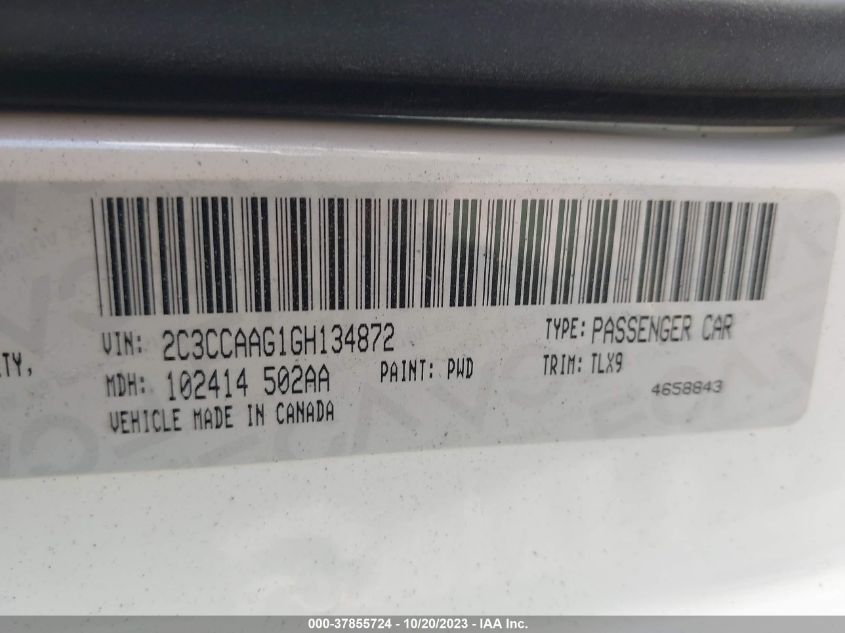 VIN: 2C3CCAAG1GH134872 TYPE: PASSENGER CAR
ITY,
MDH: 102414 502AA PAINT: PWD TRIM: TLX9
4658843
VEHICLE MADE IN CANADA
000-37855724 | 10/20/2023 - IAA Inc.